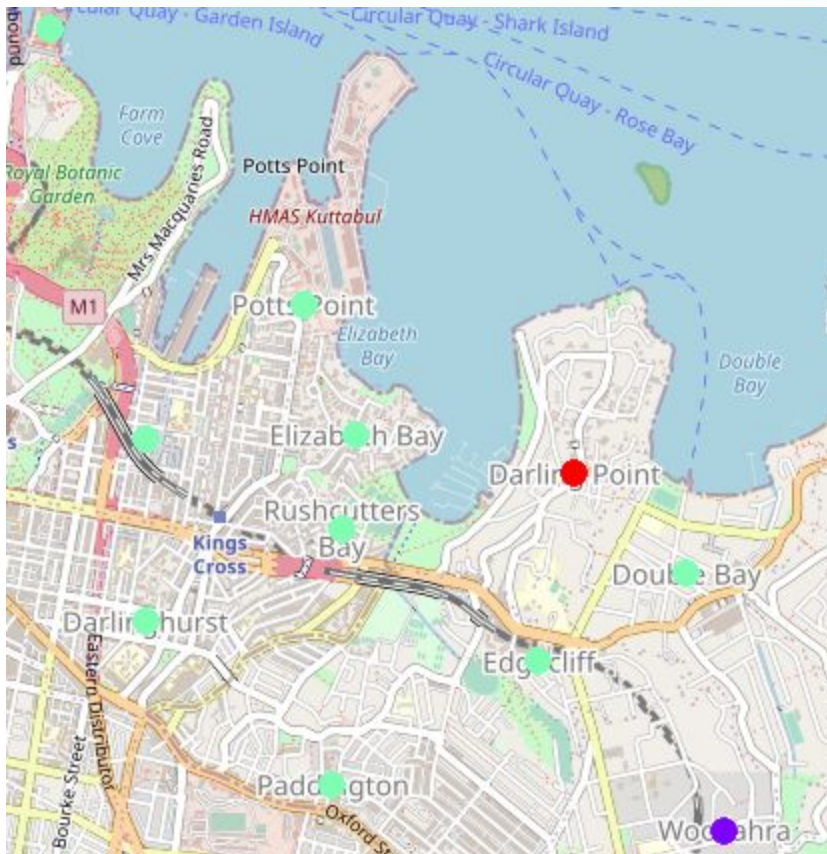 Circular Quay - Garden Island
Circular Quay - Shark Island
bound
Circular Quay - Rose Bay
Farm
Cove
Potts Point
Royal Botanic
Garden
Mrs Macquaries Road
HMAS Kuttabul
M1
Potts Point
Elizabeth
Bay
Double
Bay
s
Elizabeth Bay
Darling Point
Rushcutters
Bay
Kings
Cross
Double Bay
Darlinghurst
Edgecliff
Eastern Distributor
Bourke Street
Paddington
Oxford St
Woollahra